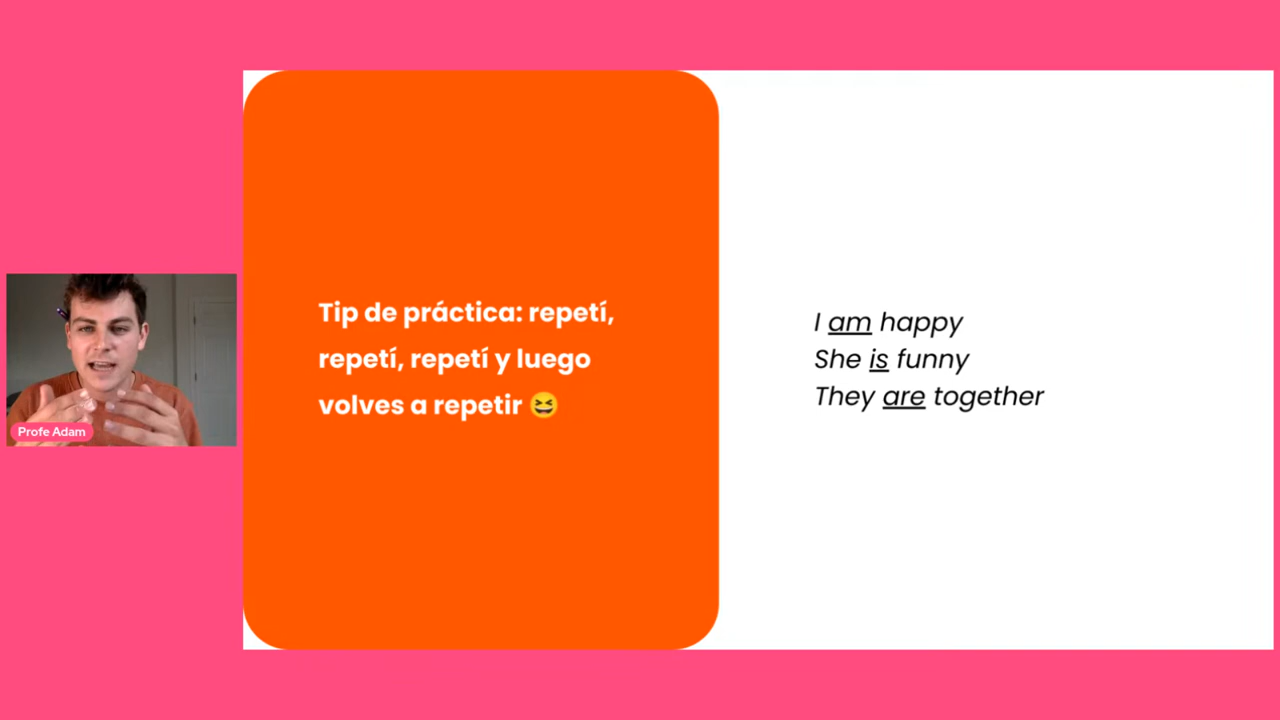 Tip de práctica: repetí,
repetí, repetí y luego
volves a repetir 😆
I am happy
She is funny
They are together
Profe Adam